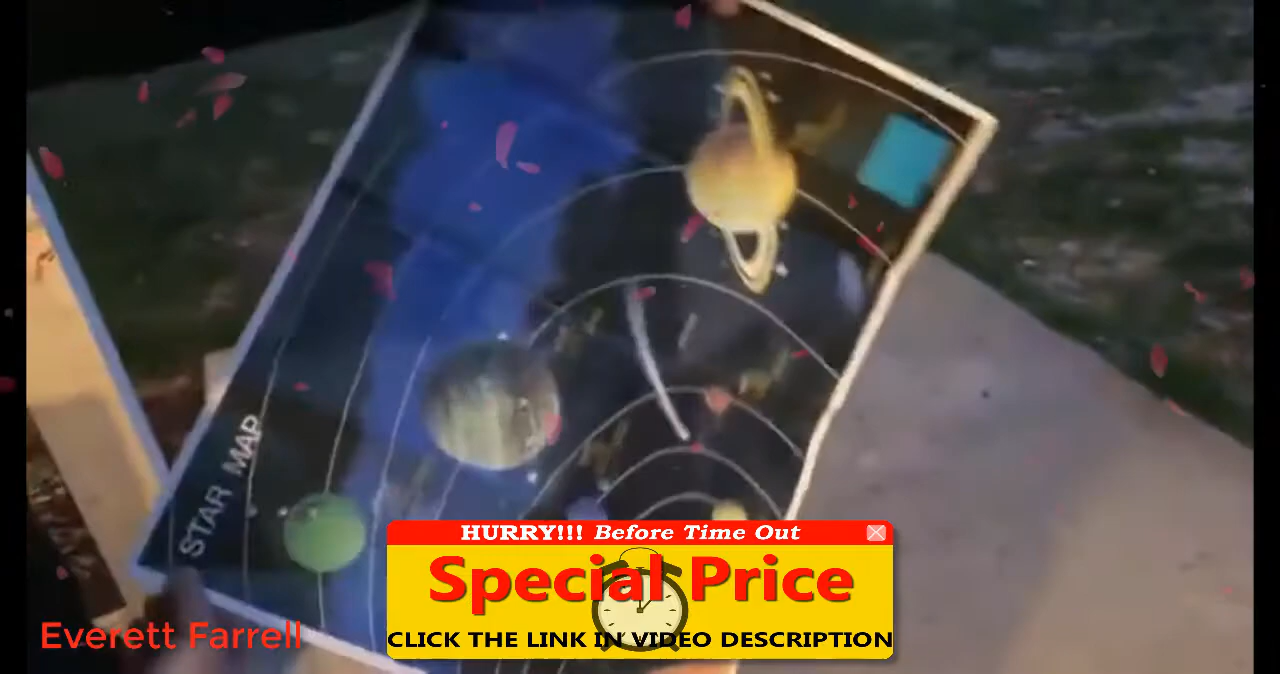 STAR MAP
HURRY!!! Before Time Out
Special Price
CLICK THE LINK IN VIDEO DESCRIPTION
Everett Farrell